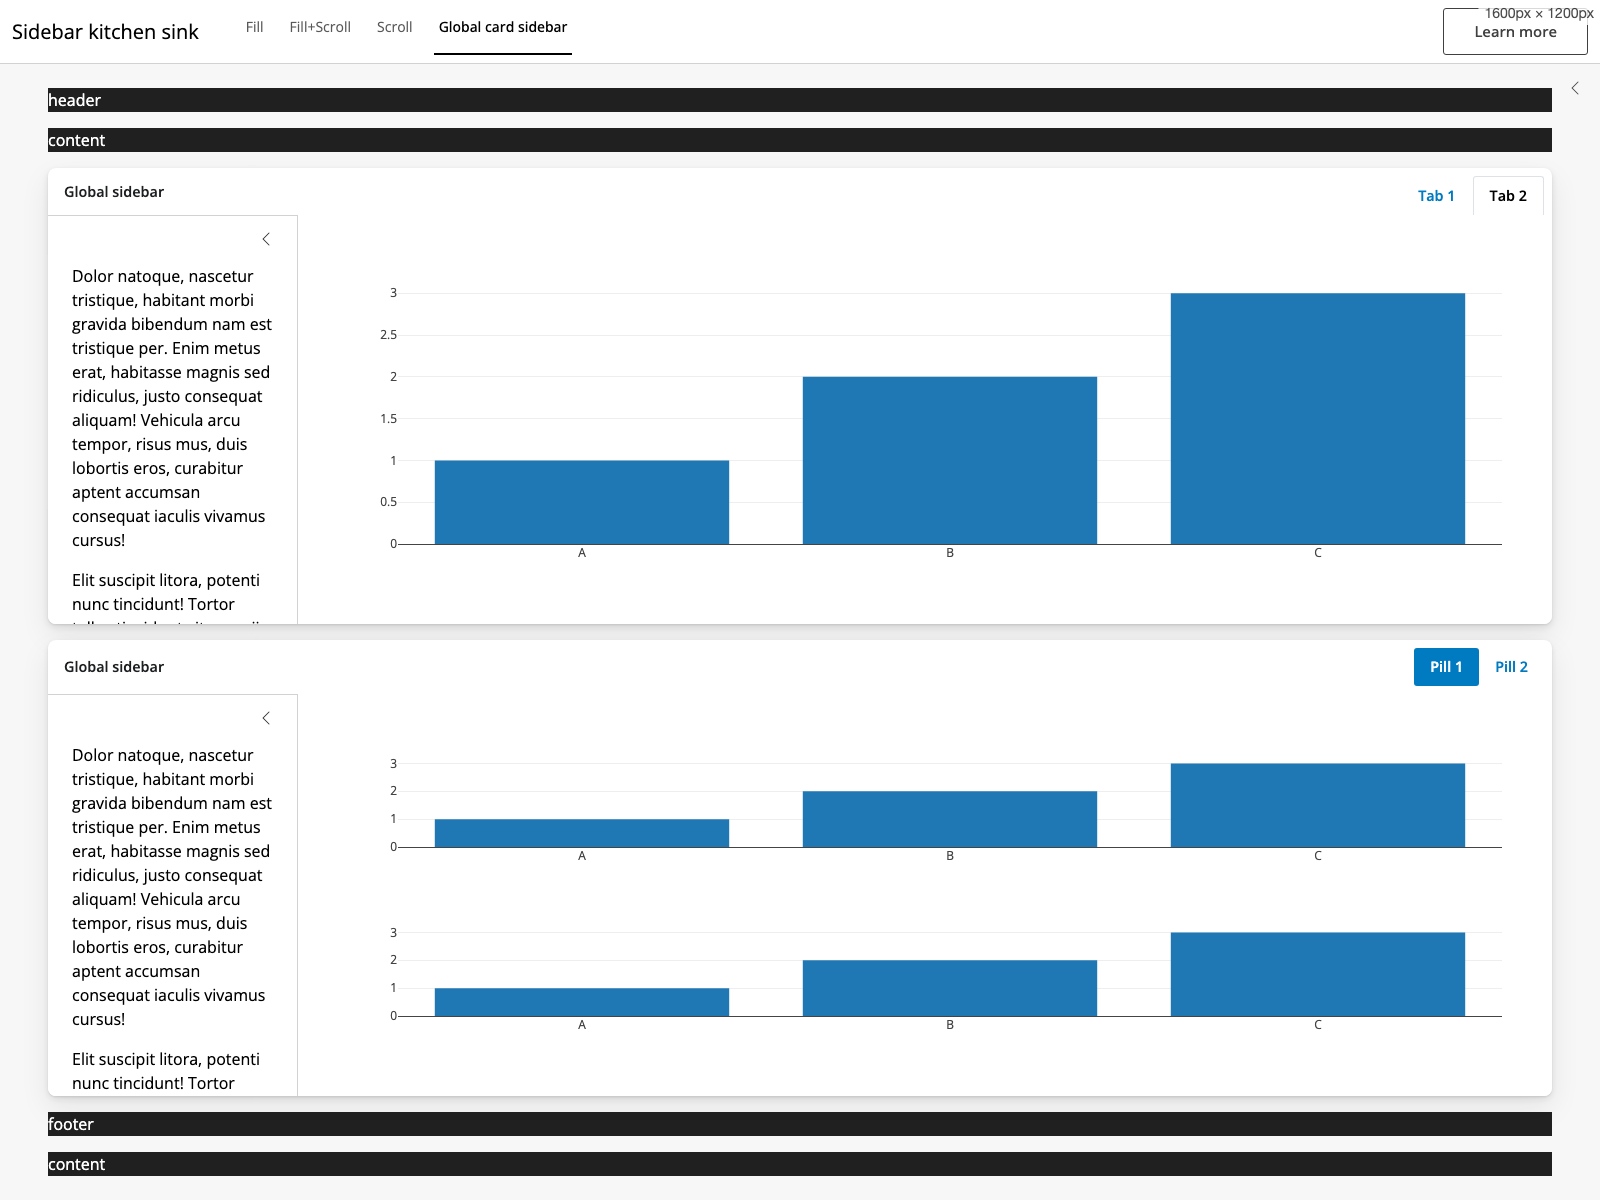 Sidebar kitchen sink
Fill
Fill+Scroll
Scroll
Global card sidebar
1600px × 1200px
Learn more
header
content
Global sidebar
Tab 1
Tab 2
Dolor natoque, nascetur
tristique, habitant morbi
gravida bibendum nam est
tristique per. Enim metus
erat, habitasse magnis sed
ridiculus, justo consequat
aliquam! Vehicula arcu
tempor, risus mus, duis
lobortis eros, curabitur
aptent accumsan
consequat iaculis vivamus
cursus!
Elit suscipit litora, potenti
nunc tincidunt! Tortor
3
2.5
2
1.5
1
0.5
0
A
B
C
Global sidebar
Pill 1
Pill 2
Dolor natoque, nascetur
tristique, habitant morbi
gravida bibendum nam est
tristique per. Enim metus
erat, habitasse magnis sed
ridiculus, justo consequat
aliquam! Vehicula arcu
tempor, risus mus, duis
lobortis eros, curabitur
aptent accumsan
consequat iaculis vivamus
cursus!
Elit suscipit litora, potenti
nunc tincidunt! Tortor
3
2
1
0
A
B
C
3
2
1
0
A
B
C
footer
content